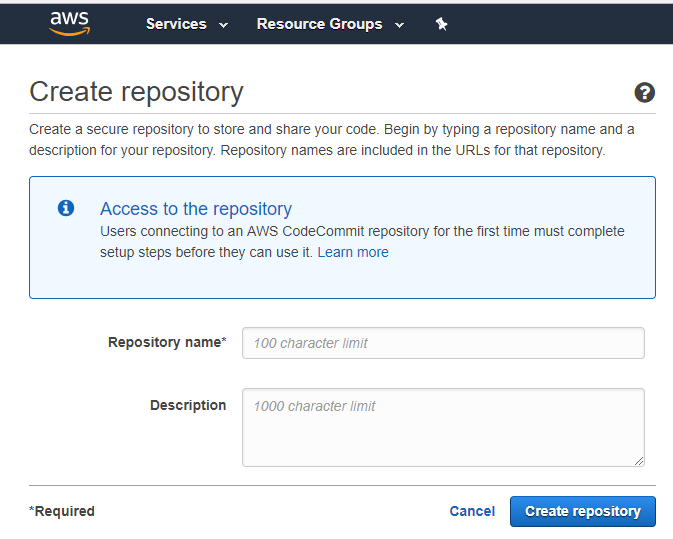 aws Services Resource Groups
Create repository
Create a secure repository to store and share your code. Begin by typing a repository name and a
description for your repository. Repository names are included in the URLs for that repository.
Access to the repository
Users connecting to an AWS CodeCommit repository for the first time must complete
setup steps before they can use it. Learn more
Repository name* 100 character limit
Description 1000 character limit
*Required Cancel Create repository